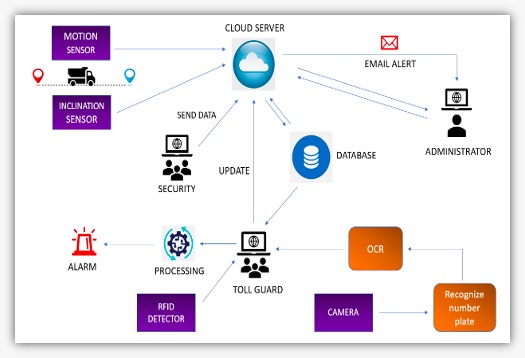 CLOUD SERVER
MOTION
SENSOR
EMAIL ALERT
INCLINATION
SENSOR
SEND DATA
ADMINISTRATOR
DATABASE
SECURITY
UPDATE
ALARM
PROCESSING
TOLL GUARD
OCR
RFID
DETECTOR
CAMERA
Recognize
number
plate